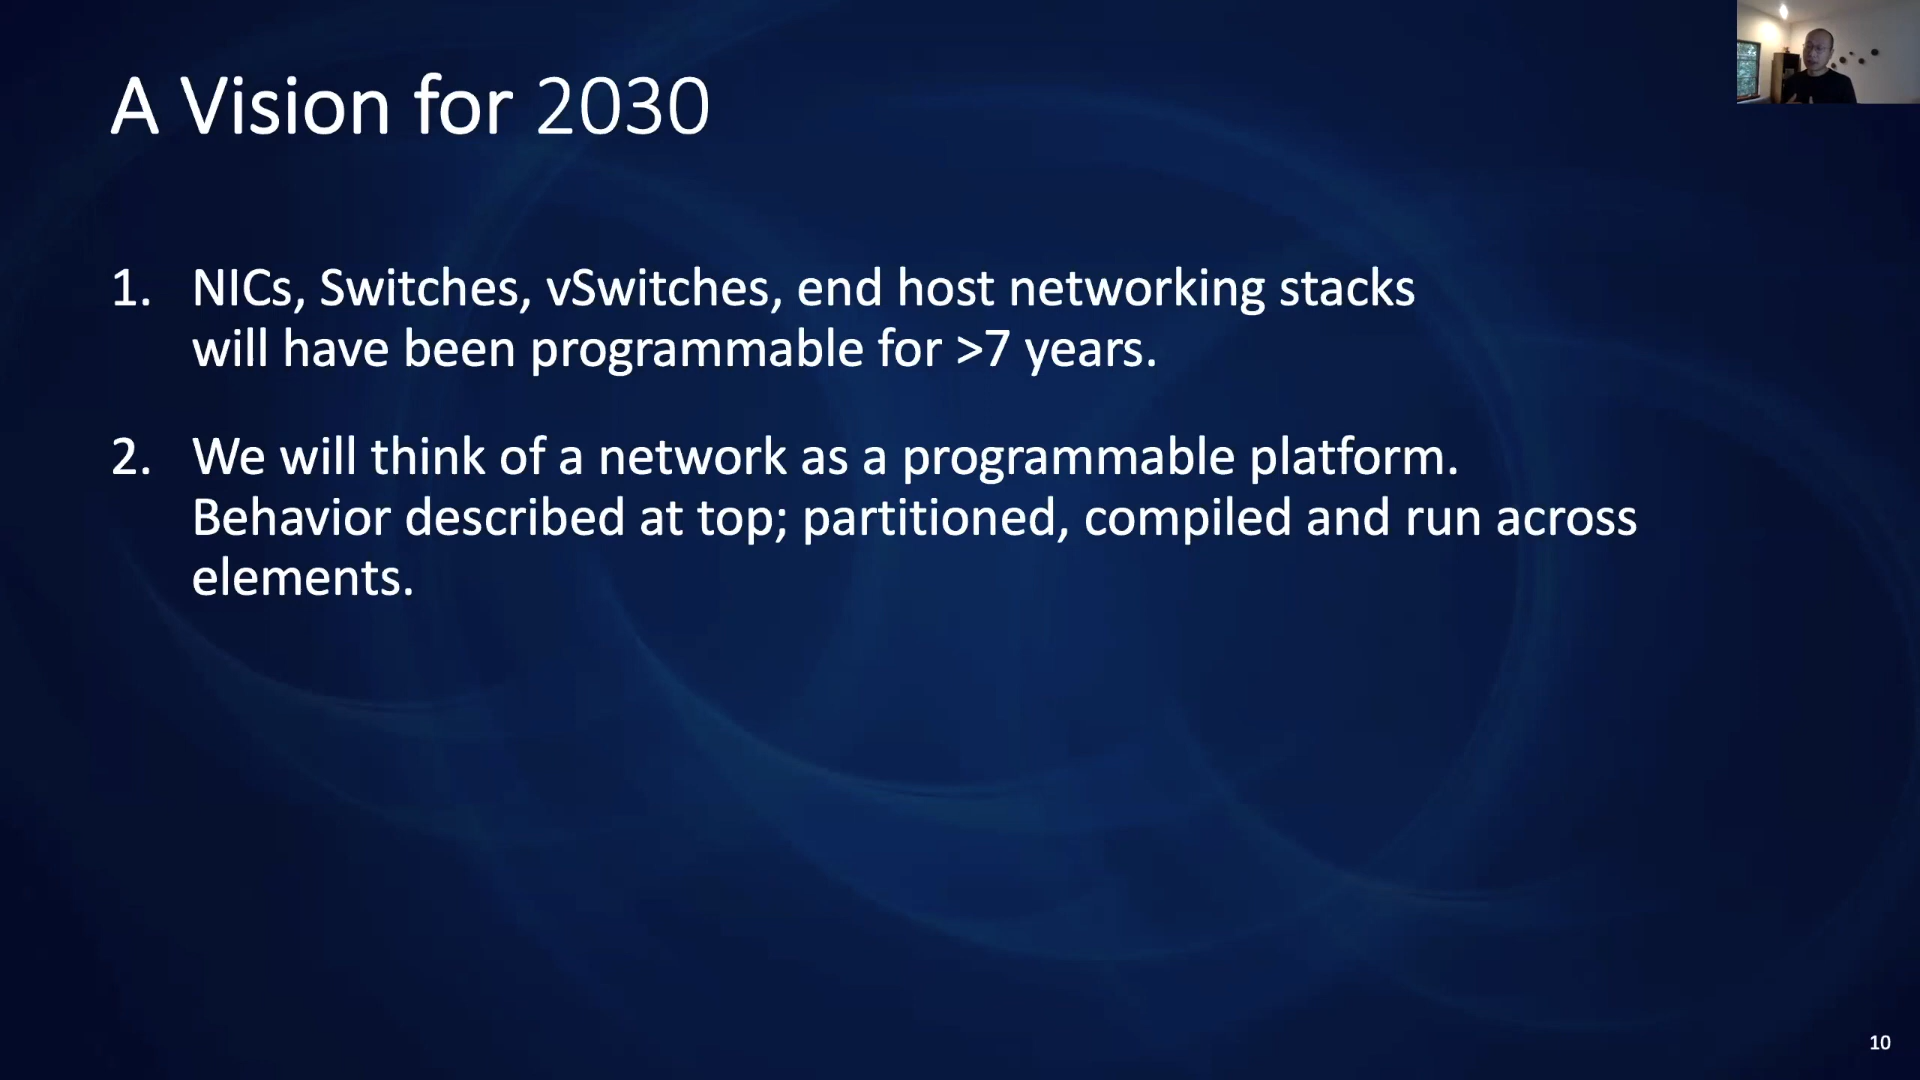 A Vision for 2030
1. NICs, Switches, vSwitches, end host networking stacks
will have been programmable for >7 years.
2. We will think of a network as a programmable platform.
Behavior described at top; partitioned, compiled and run across
elements.
10